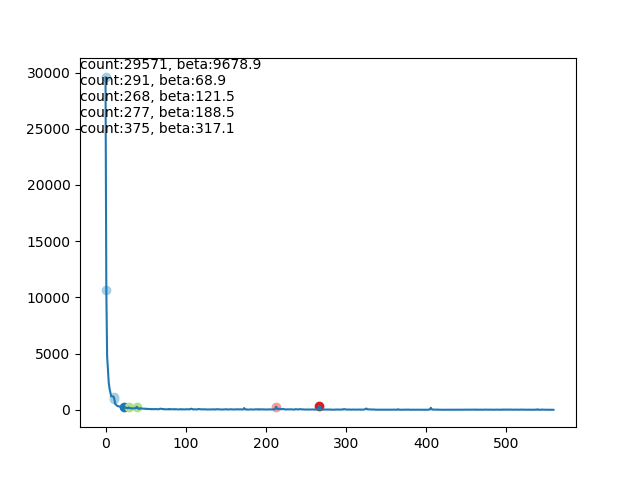 count:29571, beta:9678.9
count:291, beta:68.9
count:268, beta:121.5
count:277, beta:188.5
count:375, beta:317.1
30000
25000
20000
15000
10000
5000
0
0 100 200 300 400 500